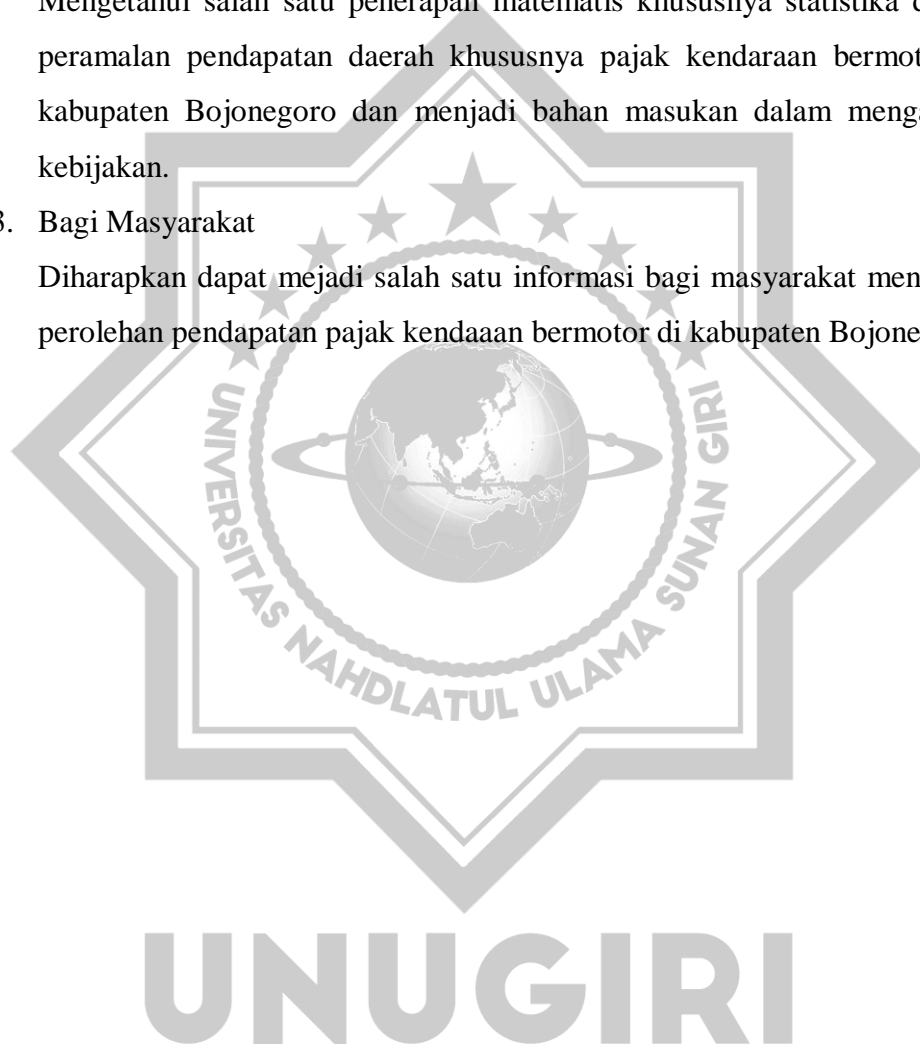 Mengetahui salah satu penerapan matematis khususnya statistika
peramalan pendapatan daerah khususnya pajak kendaraan bermot
kabupaten Bojonegoro dan menjadi bahan masukan dalam menga
kebijakan.
3. Bagi Masyarakat
Diharapkan dapat mejadi salah satu informasi bagi masyarakat men
perolehan pendapatan pajak kendaaan bermotor di kabupaten Bojone
UNIVERSITAS NAHDLATUL ULAMA SUNAN GIRI
UNUGIRI